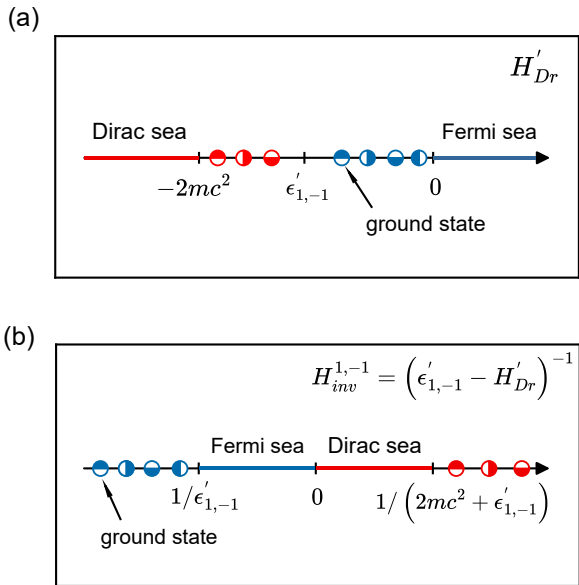 (a)
H'_{Dr}
Dirac sea
Fermi sea
−2mc²
ϵ'_{1,−1}
0
ground state
(b)
H^{1,−1}_{inv} = (ϵ'_{1,−1} − H'_{Dr})^{−1}
Fermi sea
Dirac sea
1/ϵ'_{1,−1}
0
1/(2mc² + ϵ'_{1,−1})
ground state